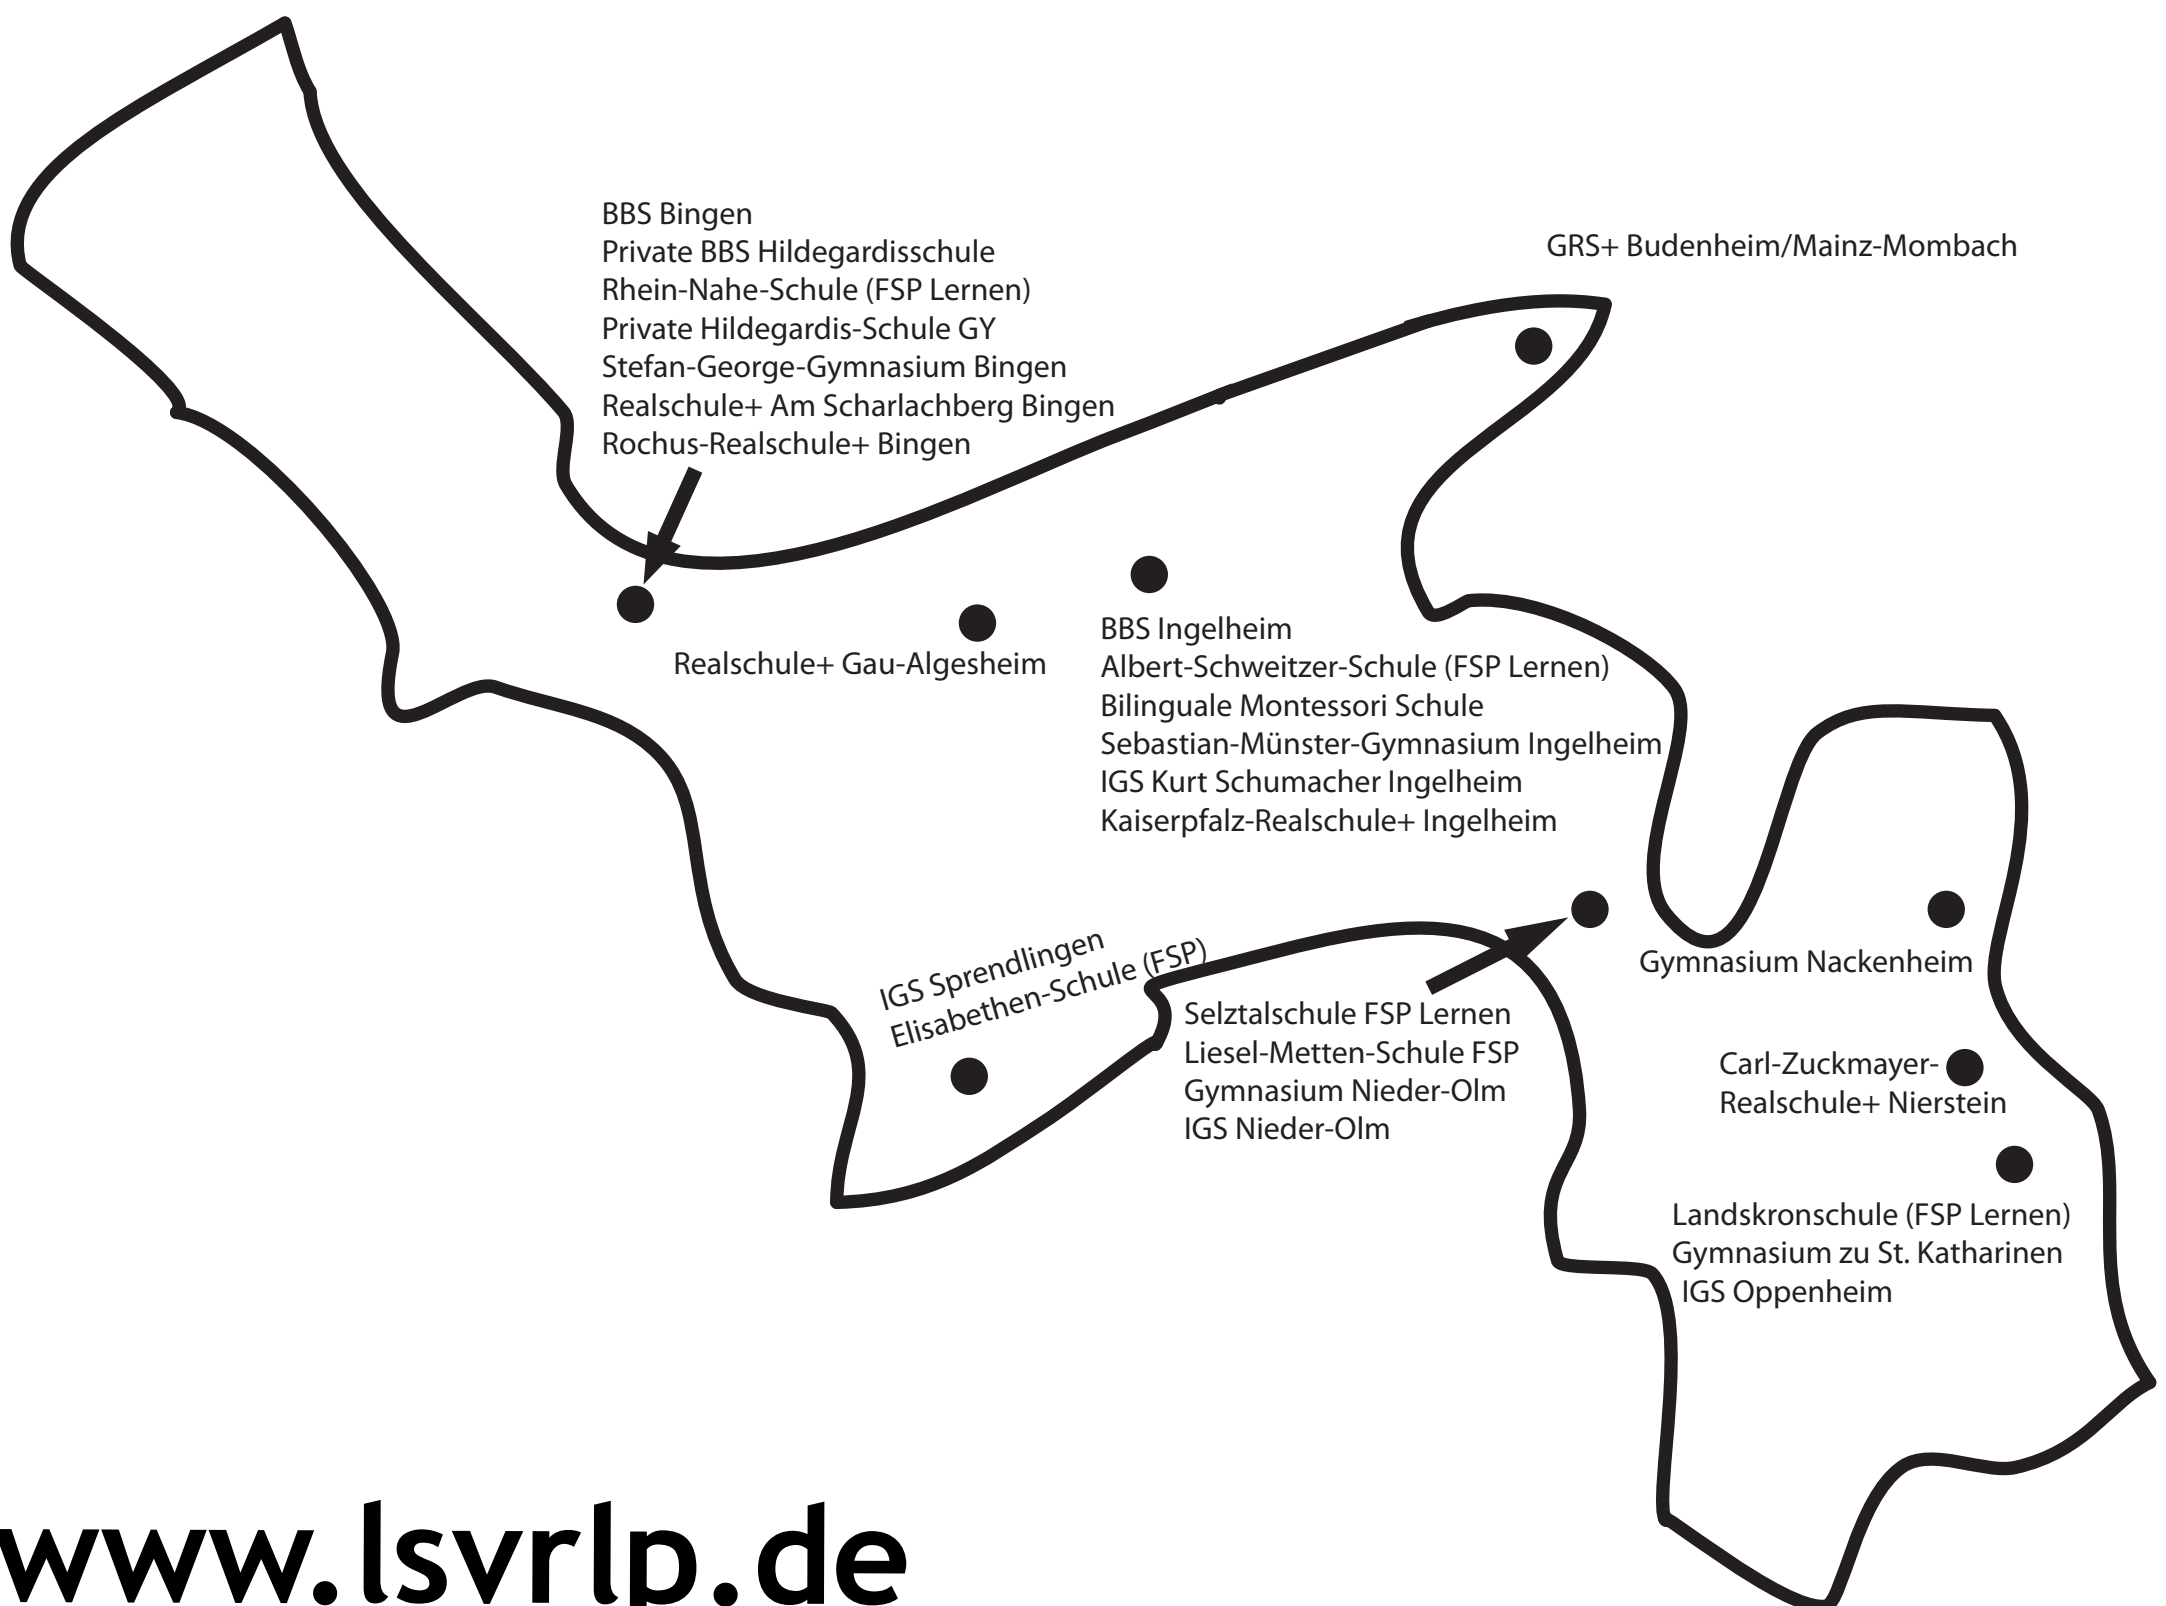 BBS Bingen
Private BBS Hildegardisschule
Rhein-Nahe-Schule (FSP Lernen)
Private Hildegardis-Schule GY
Stefan-George-Gymnasium Bingen
Realschule+ Am Scharlachberg Bingen
Rochus-Realschule+ Bingen
GRS+ Budenheim/Mainz-Mombach
Realschule+ Gau-Algesheim
BBS Ingelheim
Albert-Schweitzer-Schule (FSP Lernen)
Bilinguale Montessori Schule
Sebastian-Münster-Gymnasium Ingelheim
IGS Kurt Schumacher Ingelheim
Kaiserpfalz-Realschule+ Ingelheim
IGS Sprendlingen
Elisabethen-Schule (FSP)
Selztalschule FSP Lernen
Liesel-Metten-Schule FSP
Gymnasium Nieder-Olm
IGS Nieder-Olm
Gymnasium Nackenheim
Carl-Zuckmayer-
Realschule+ Nierstein
Landskronschule (FSP Lernen)
Gymnasium zu St. Katharinen
IGS Oppenheim
www.lsvrlp.de